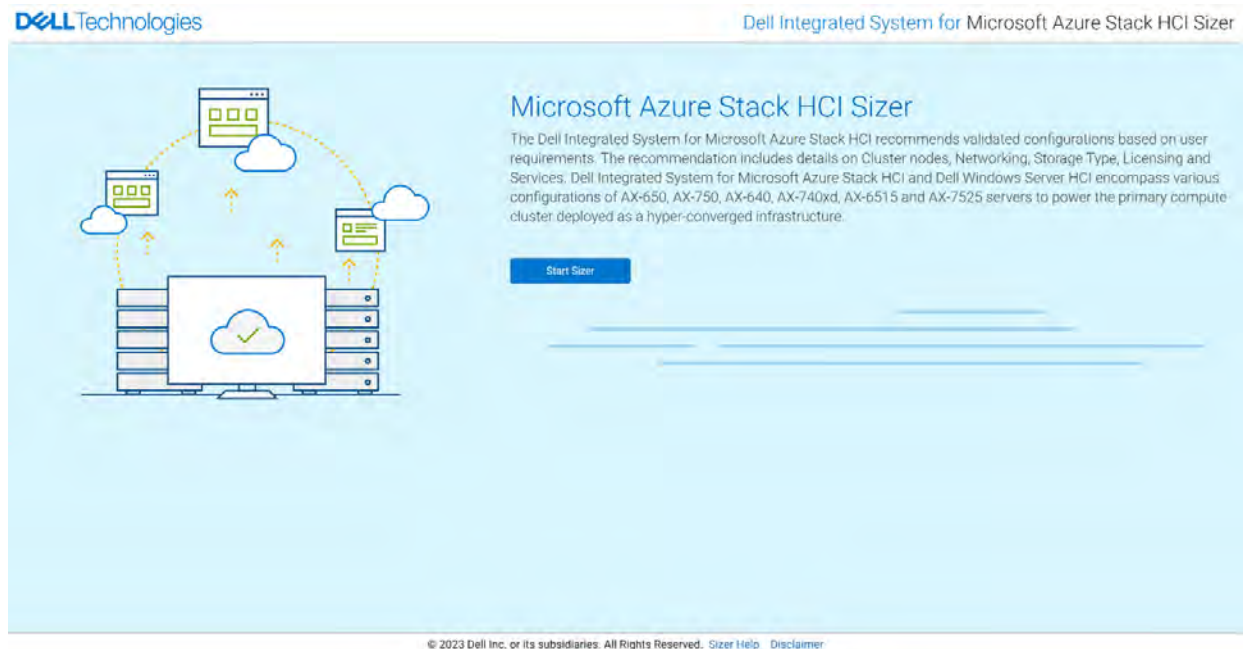 DELL Technologies
Dell Integrated System for Microsoft Azure Stack HCI Sizer
Microsoft Azure Stack HCI Sizer
The Dell Integrated System for Microsoft Azure Stack HCI recommends validated configurations based on user
requirements. The recommendation includes details on Cluster nodes, Networking, Storage Type, Licensing and
Services. Dell Integrated System for Microsoft Azure Stack HCI and Dell Windows Server HCI encompass various
configurations of AX-650, AX-750, AX-640, AX-740xd, AX-6515 and AX-7525 servers to power the primary compute
cluster deployed as a hyper-converged infrastructure.
Start Sizer
© 2023 Dell Inc. or its subsidiaries. All Rights Reserved. Sizer Help Disclaimer